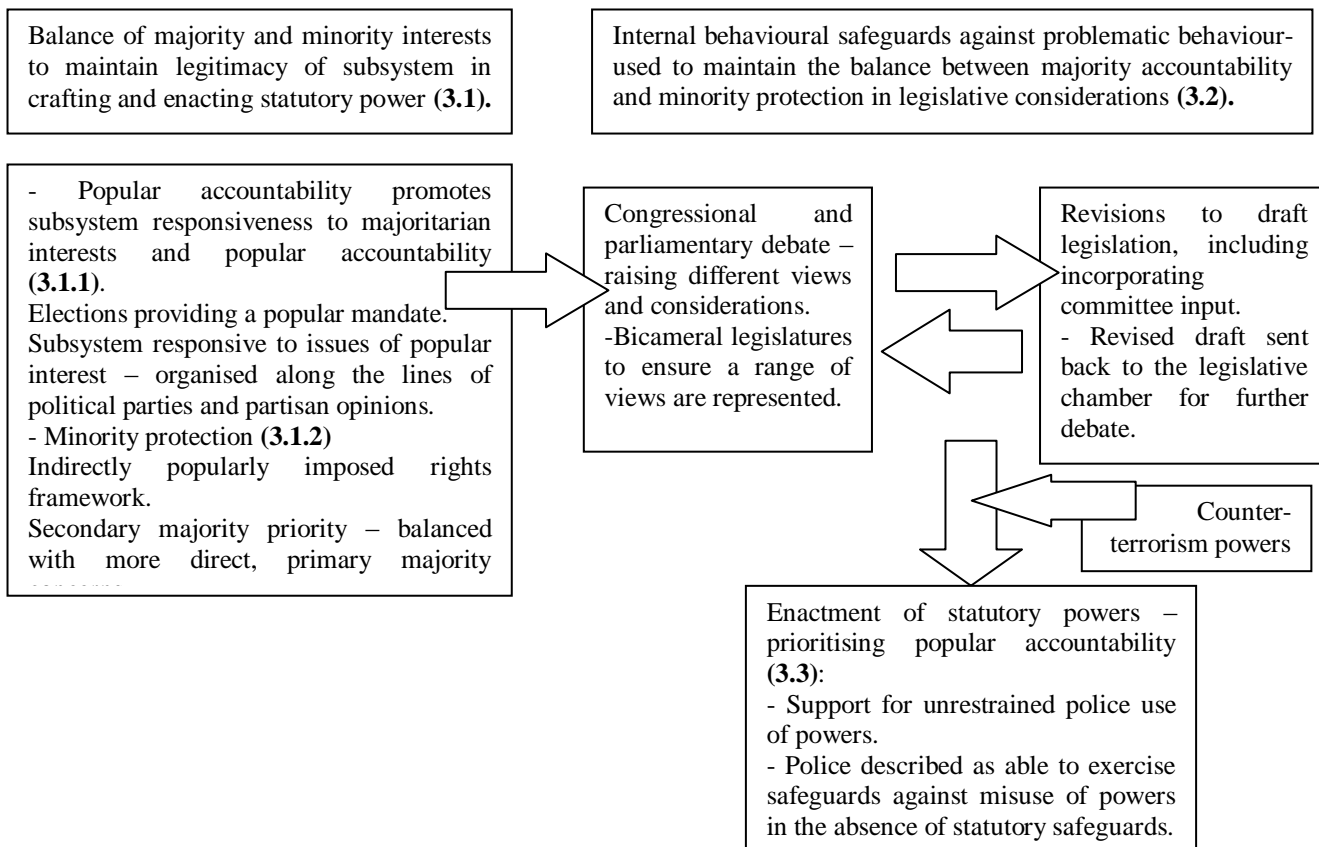 Balance of majority and minority interests
to maintain legitimacy of subsystem in
crafting and enacting statutory power (3.1).
Internal behavioural safeguards against problematic behaviour-
used to maintain the balance between majority accountability
and minority protection in legislative considerations (3.2).
- Popular accountability promotes
subsystem responsiveness to majoritarian
interests and popular accountability
(3.1.1).
Elections providing a popular mandate.
Subsystem responsive to issues of popular
interest – organised along the lines of
political parties and partisan opinions.
- Minority protection (3.1.2)
Indirectly popularly imposed rights
framework.
Secondary majority priority – balanced
with more direct, primary majority
Congressional and
parliamentary debate –
raising different views
and considerations.
-Bicameral legislatures
to ensure a range of
views are represented.
Revisions to draft
legislation, including
incorporating
committee input.
- Revised draft sent
back to the legislative
chamber for further
debate.
Counter-
terrorism powers
Enactment of statutory powers –
prioritising popular accountability
(3.3):
- Support for unrestrained police use
of powers.
- Police described as able to exercise
safeguards against misuse of powers
in the absence of statutory safeguards.